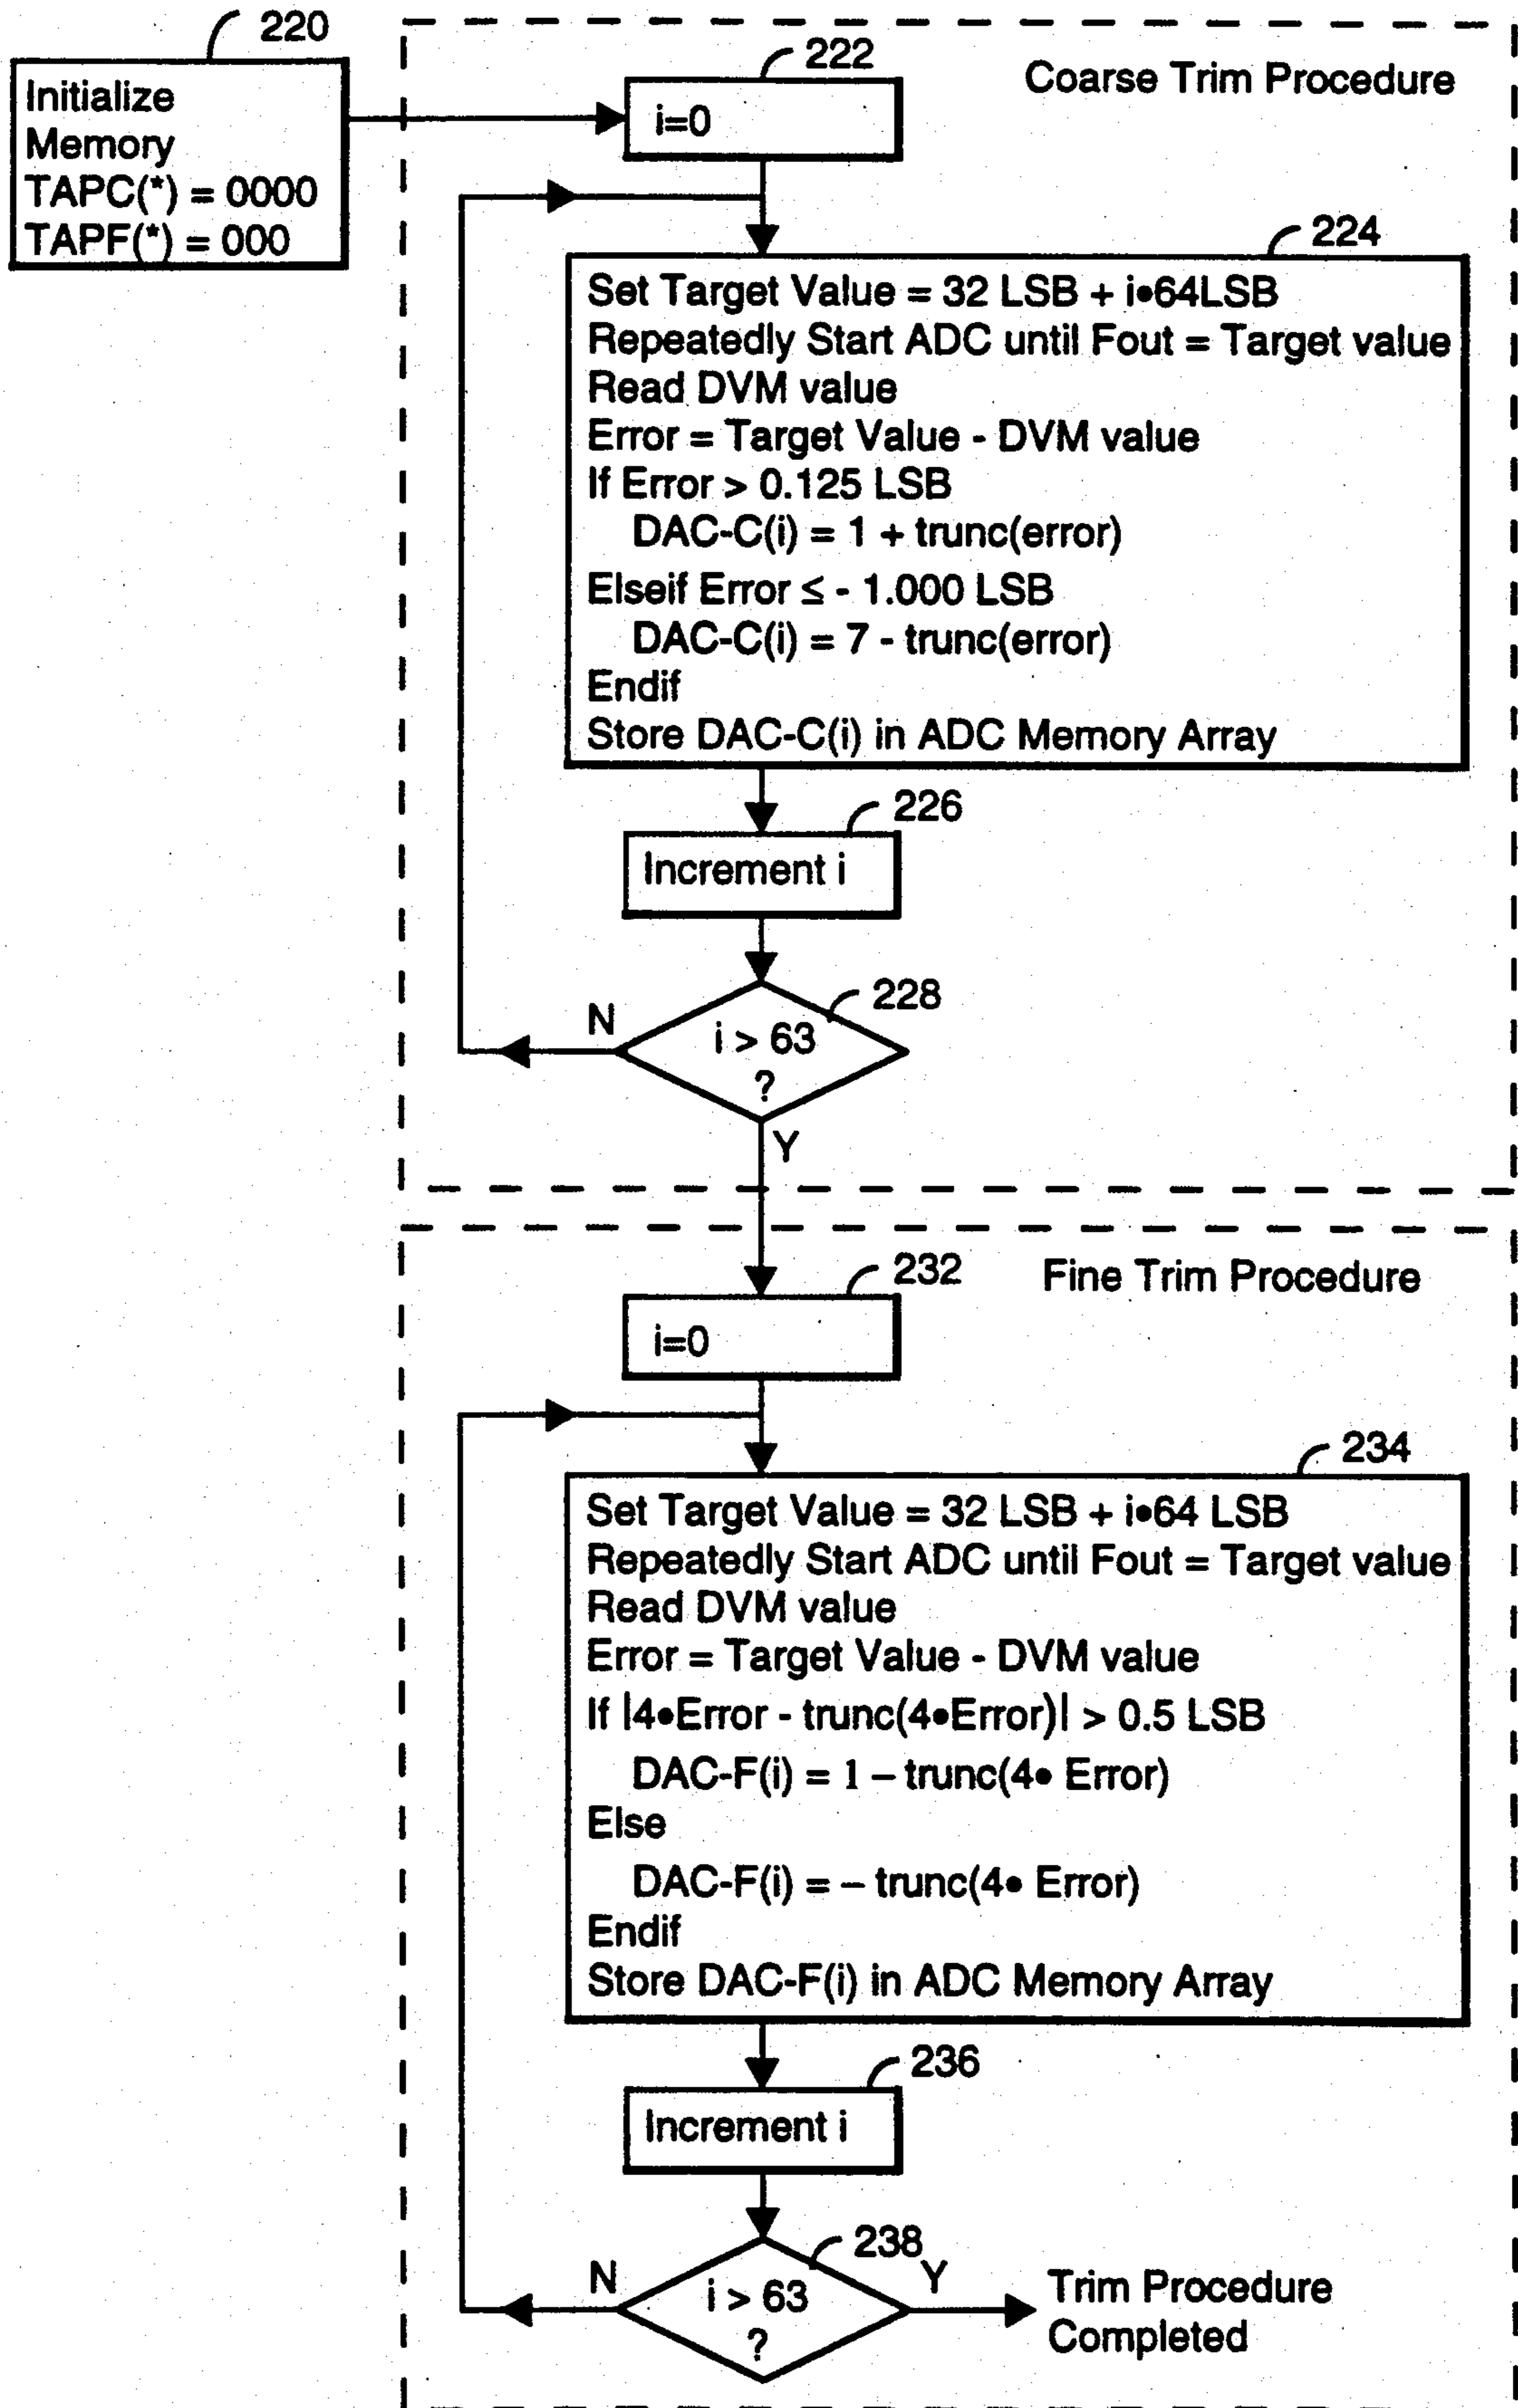 220
Initialize
Memory
TAPC(*) = 0000
TAPF(*) = 000
Coarse Trim Procedure
222
i=0
224
Set Target Value = 32 LSB + i•64LSB
Repeatedly Start ADC until Fout = Target value
Read DVM value
Error = Target Value - DVM value
If Error > 0.125 LSB
DAC-C(i) = 1 + trunc(error)
Elseif Error ≤ - 1.000 LSB
DAC-C(i) = 7 - trunc(error)
Endif
Store DAC-C(i) in ADC Memory Array
226
Increment i
228
N
i > 63
?
Y
Fine Trim Procedure
232
i=0
234
Set Target Value = 32 LSB + i•64 LSB
Repeatedly Start ADC until Fout = Target value
Read DVM value
Error = Target Value - DVM value
If |4•Error - trunc(4•Error)| > 0.5 LSB
DAC-F(i) = 1 – trunc(4• Error)
Else
DAC-F(i) = – trunc(4• Error)
Endif
Store DAC-F(i) in ADC Memory Array
236
Increment i
238
N
i > 63
?
Y
Trim Procedure
Completed